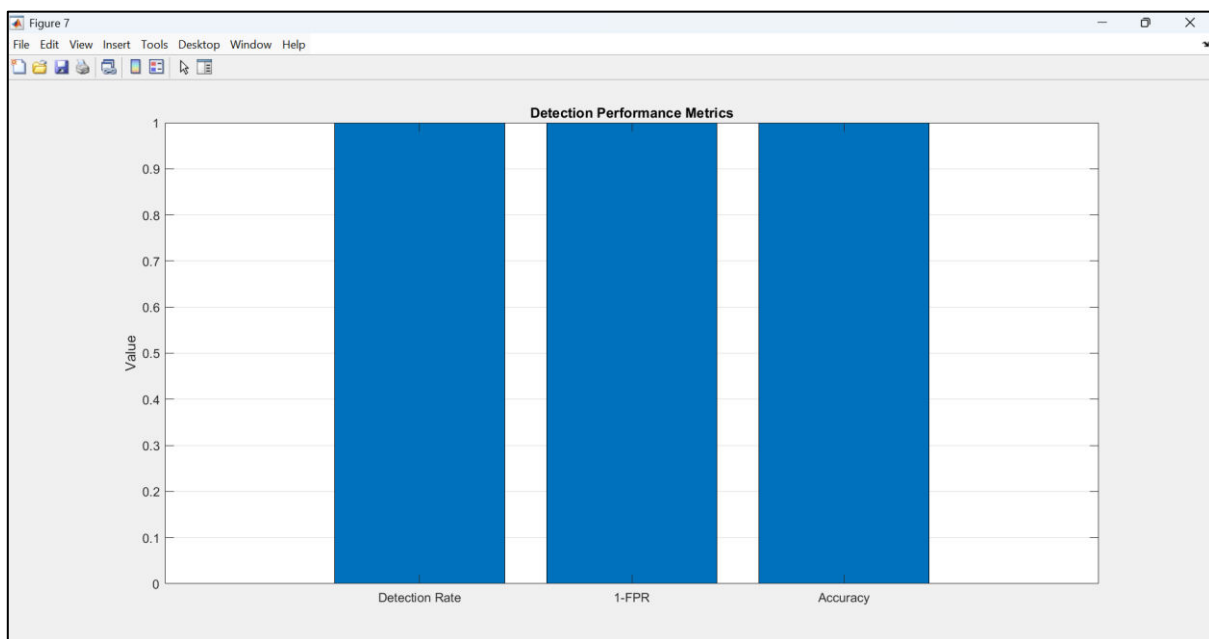 Figure 7
File Edit View Insert Tools Desktop Window Help
Detection Performance Metrics
1
0.9
0.8
0.7
0.6
0.5
0.4
0.3
0.2
0.1
0
Value
Detection Rate 1-FPR Accuracy